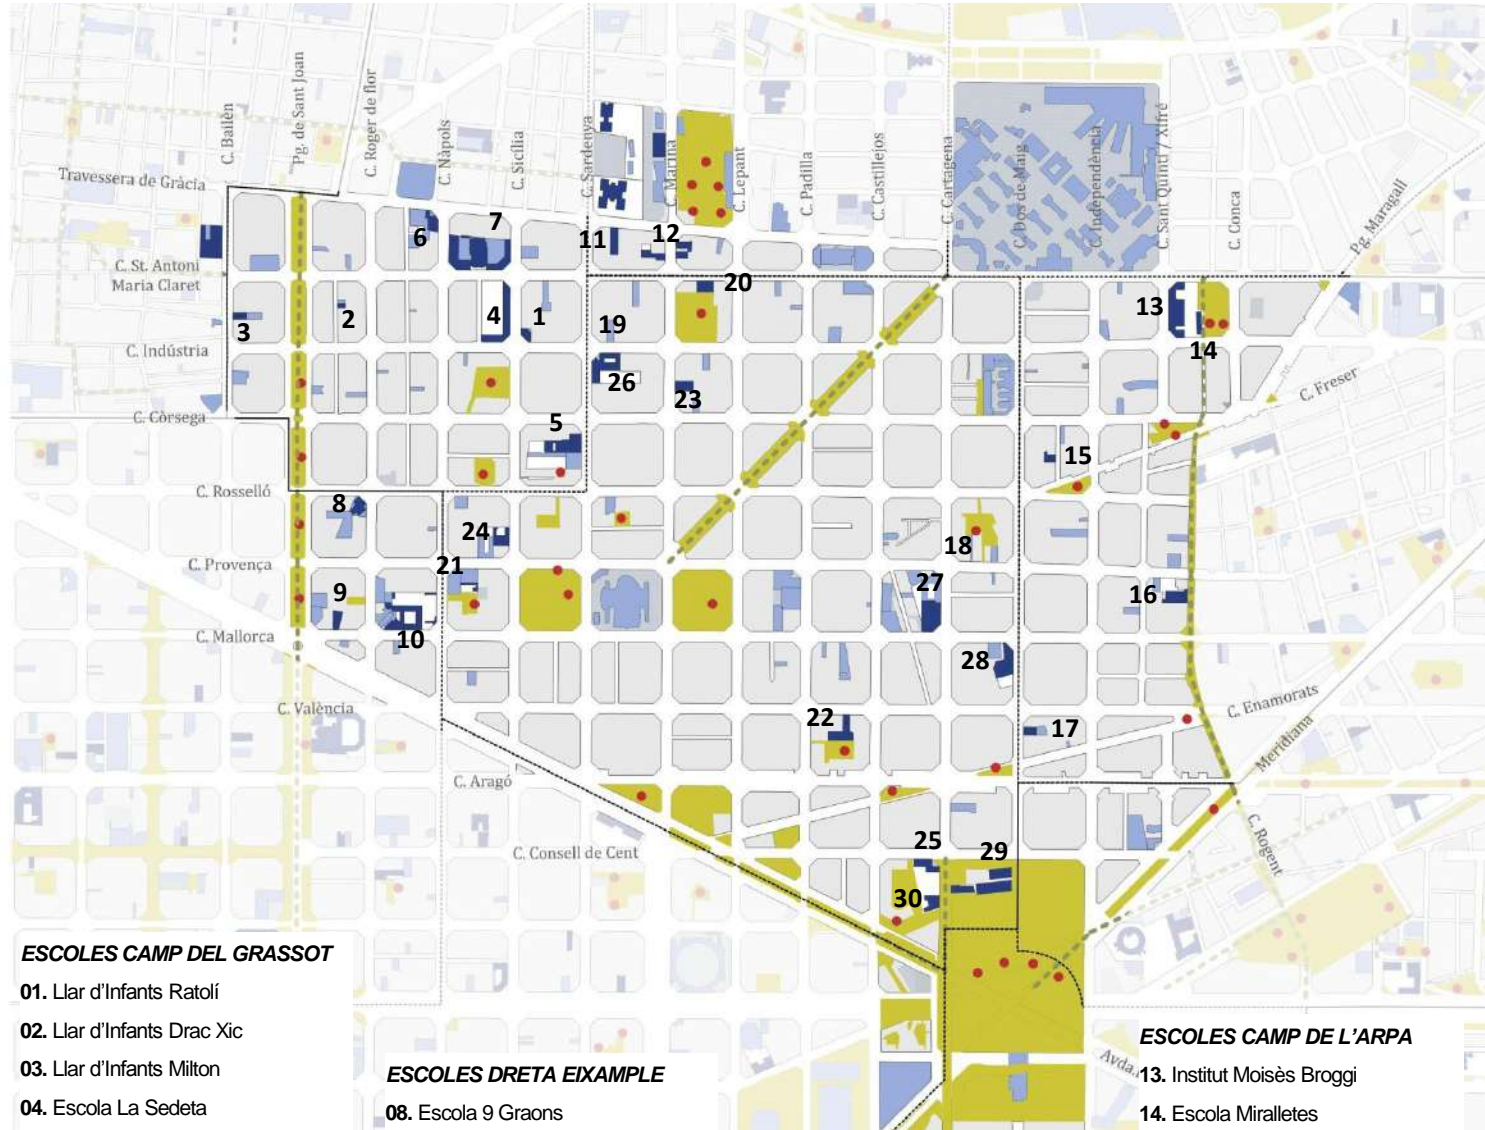 C. Bailèn
Pg. de Sant Joan
C. Roger de flor
C. Nàpols
C. Sicília
C. Sardenya
C. Marina
C. Lepant
C. Padilla
C. Castillejos
C. Cartagena
C. Dos de Maig
C. Independència
C. Sant Quintí / Xifré
C. Conca
Pg. Maragall
Travessera de Gràcia
6
7
11
12
C. St. Antoni
Maria Claret
20
3
2
4
1
19
13
C. Indústria
14
26
23
C. Freser
C. Còrsega
5
15
C. Rosselló
8
24
18
C. Provença
21
27
9
16
10
C. Mallorca
28
C. València
C. Enamorats
22
17
Meridiana
C. Aragó
C. Rogent
C. Consell de Cent
25
29
30
ESCOLES CAMP DEL GRASSOT
01. Llar d'Infants Ratolí
02. Llar d'Infants Drac Xic
03. Llar d'Infants Milton
04. Escola La Sedeta
ESCOLES DRETA EIXAMPLE
08. Escola 9 Graons
Avda.
ESCOLES CAMP DE L'ARPA
13. Institut Moisès Broggi
14. Escola Miralletes